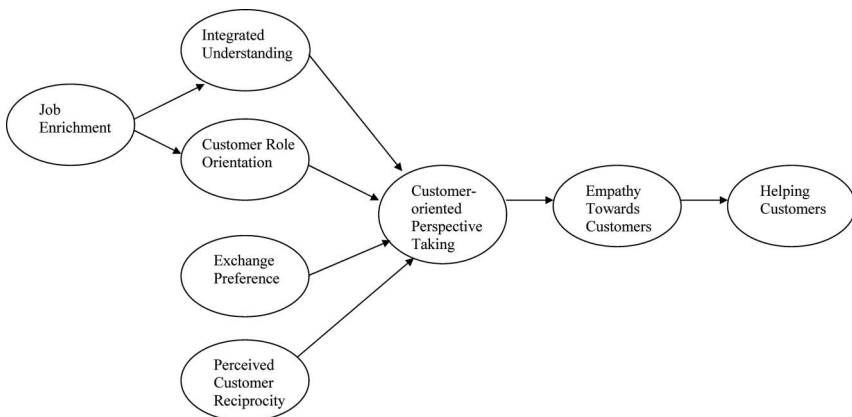 Integrated
Understanding
Job
Enrichment
Customer Role
Orientation
Customer-
oriented
Perspective
Taking
Empathy
Towards
Customers
Helping
Customers
Exchange
Preference
Perceived
Customer
Reciprocity